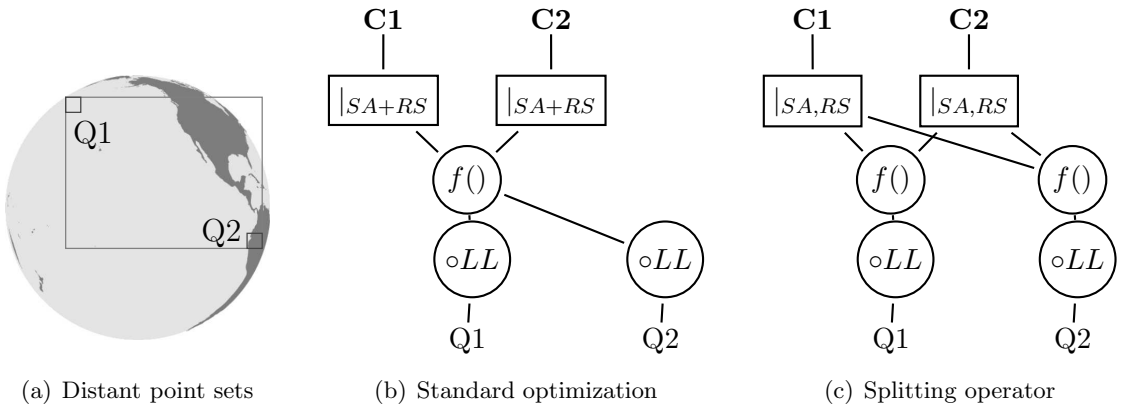 Q1
Q2
(a) Distant point sets
C1 C2
|SA+RS |SA+RS
f()
∘LL ∘LL
Q1 Q2
(b) Standard optimization
C1 C2
|SA,RS |SA,RS
f() f()
∘LL ∘LL
Q1 Q2
(c) Splitting operator